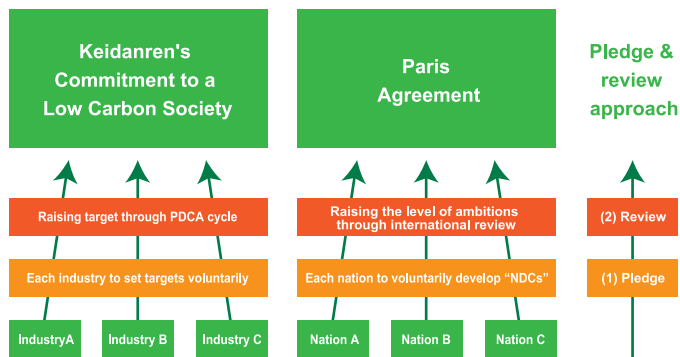 Keidanren's
Commitment to a
Low Carbon Society
Paris
Agreement
Pledge &
review
approach
Raising target through PDCA cycle
Raising the level of ambitions
through international review
(2) Review
Each industry to set targets voluntarily
Each nation to voluntarily develop “NDCs”
(1) Pledge
IndustryA
Industry B
Industry C
Nation A
Nation B
Nation C